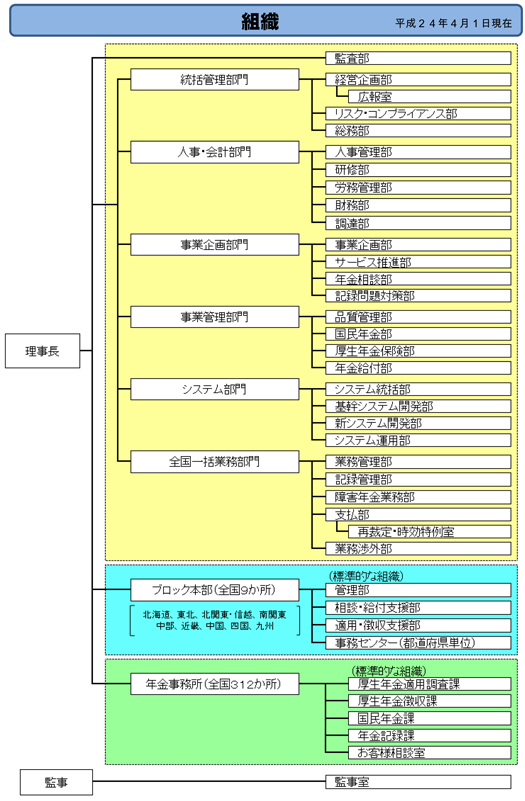 組織
平成２４年４月１日現在
監査部
統括管理部門
経営企画部
広報室
リスク・コンプライアンス部
総務部
人事・会計部門
人事管理部
研修部
労務管理部
財務部
調達部
事業企画部門
事業企画部
サービス推進部
年金相談部
記録問題対策部
事業管理部門
品質管理部
国民年金部
厚生年金保険部
年金給付部
理事長
システム部門
システム統括部
基幹システム開発部
新システム開発部
システム運用部
全国一括業務部門
業務管理部
記録管理部
障害年金業務部
支払部
再裁定・時効特例室
業務渉外部
ブロック本部（全国９か所）
北海道、東北、北関東・信越、南関東
中部、近畿、中国、四国、九州
（標準的な組織）
管理部
相談・給付支援部
適用・徴収支援部
事務センター（都道府県単位）
年金事務所（全国３１２か所）
（標準的な組織）
厚生年金適用調査課
厚生年金徴収課
国民年金課
年金記録課
お客様相談室
監事
監事室